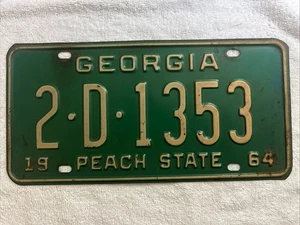 GEORGIA
2·D·1353
19 PEACH STATE 64